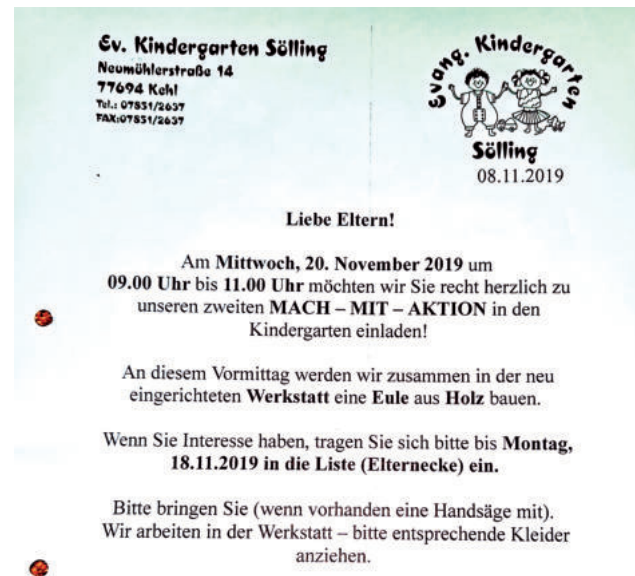 Ev. Kindergarten Sölling
Neumühlerstraße 14
77694 Kehl
Tel.: 07851/2637
FAX:07851/2637
Evang. Kindergarten
Sölling
08.11.2019
Liebe Eltern!
Am Mittwoch, 20. November 2019 um
09.00 Uhr bis 11.00 Uhr möchten wir Sie recht herzlich zu
unseren zweiten MACH – MIT – AKTION in den
Kindergarten einladen!
An diesem Vormittag werden wir zusammen in der neu
eingerichteten Werkstatt eine Eule aus Holz bauen.
Wenn Sie Interesse haben, tragen Sie sich bitte bis Montag,
18.11.2019 in die Liste (Elternecke) ein.
Bitte bringen Sie (wenn vorhanden eine Handsäge mit).
Wir arbeiten in der Werkstatt – bitte entsprechende Kleider
anziehen.